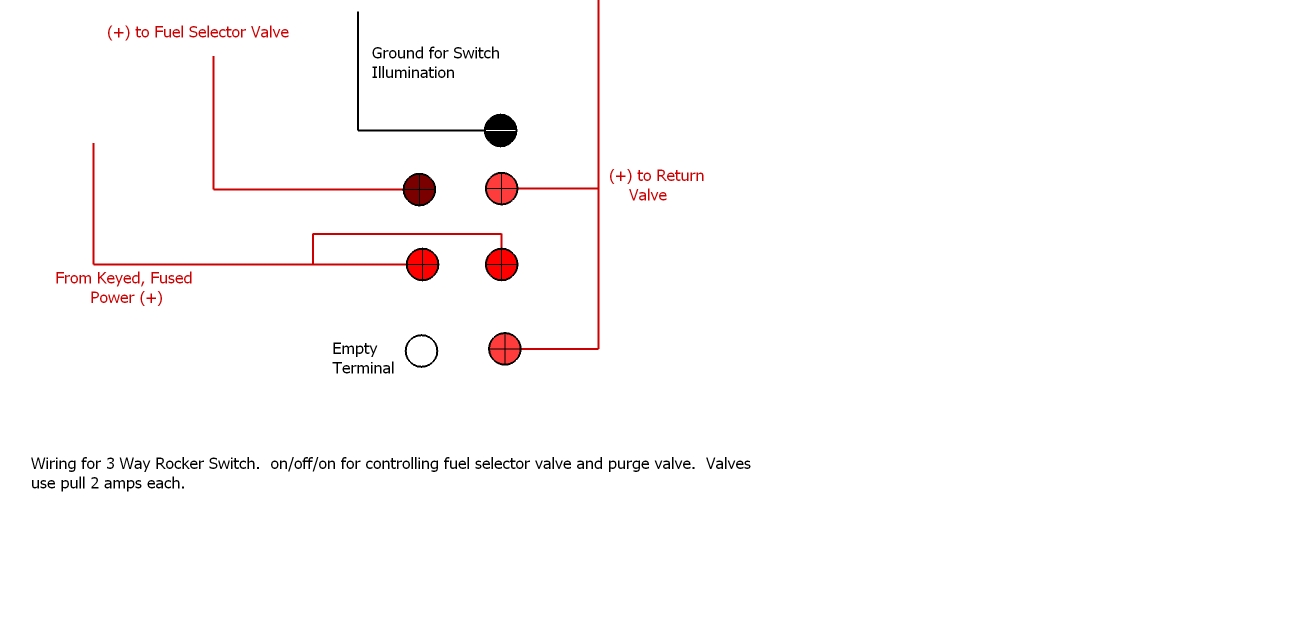 (+) to Fuel Selector Valve
Ground for Switch
Illumination
(+) to Return
Valve
From Keyed, Fused
Power (+)
Empty
Terminal
Wiring for 3 Way Rocker Switch.  on/off/on for controlling fuel selector valve and purge valve.  Valves
use pull 2 amps each.